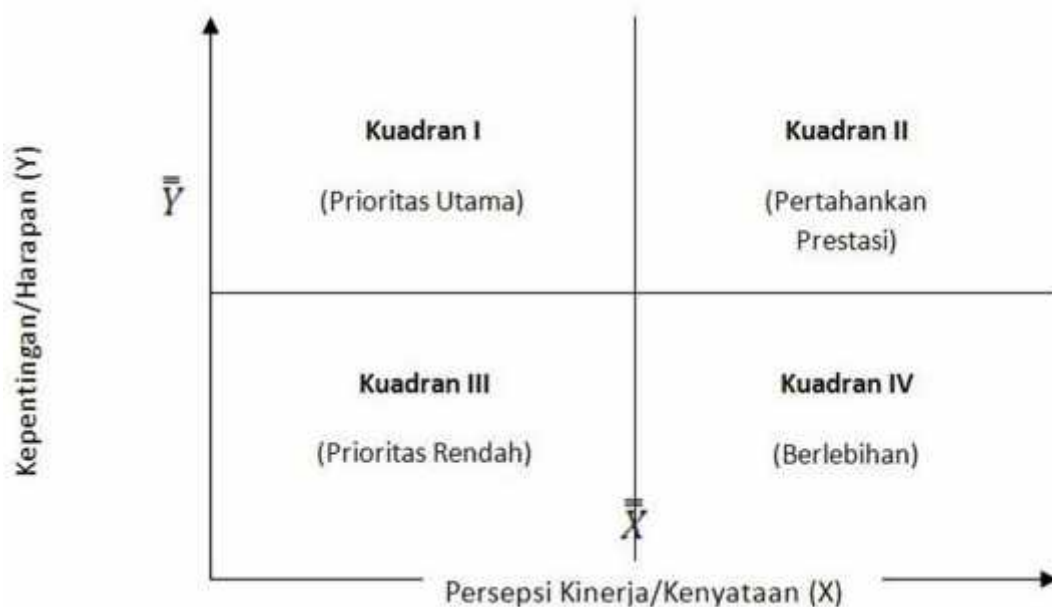 Kepentingan/Harapan (Y)
Kuadran I
(Prioritas Utama)
Kuadran II
(Pertahankan
Prestasi)
Y̿
Kuadran III
(Prioritas Rendah)
Kuadran IV
(Berlebihan)
X̿
Persepsi Kinerja/Kenyataan (X)